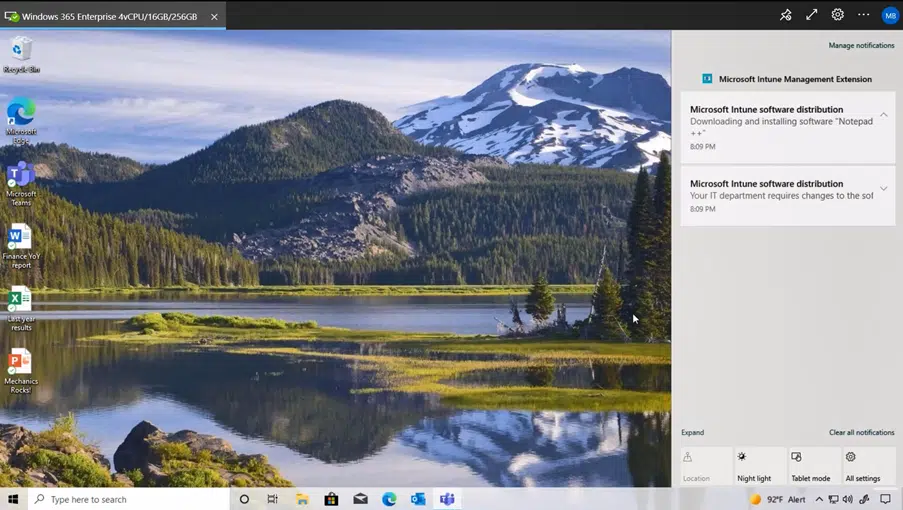 Windows 365 Enterprise 4vCPU/16GB/256GB
MB
Manage notifications
Microsoft Intune Management Extension
Microsoft Intune software distribution
Downloading and installing software "Notepad
++"
8:09 PM
Microsoft Intune software distribution
Your IT department requires changes to the sof
8:09 PM
Recycle Bin
Microsoft
Edge
Microsoft
Teams
Finance YoY
report
Last year
results
Mechanics
Rocks!
Expand
Clear all notifications
Location
Night light
Tablet mode
All settings
Type here to search
92°F Alert